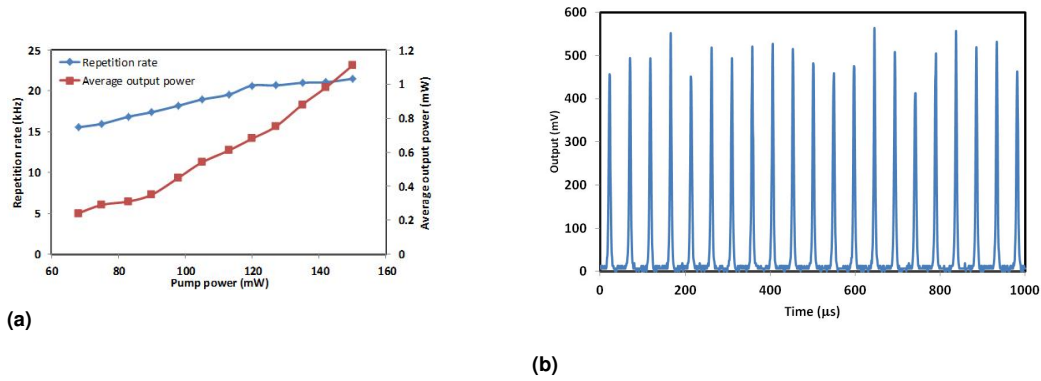 25
20
15
10
5
0
Repetition rate (kHz)
Repetition rate
Average output power
1.2
1
0.8
0.6
0.4
0.2
0
Average output power (mW)
60 80 100 120 140 160
Pump power (mW)
(a)
600
500
400
300
200
100
0
Output (mV)
0 200 400 600 800 1000
Time (µs)
(b)